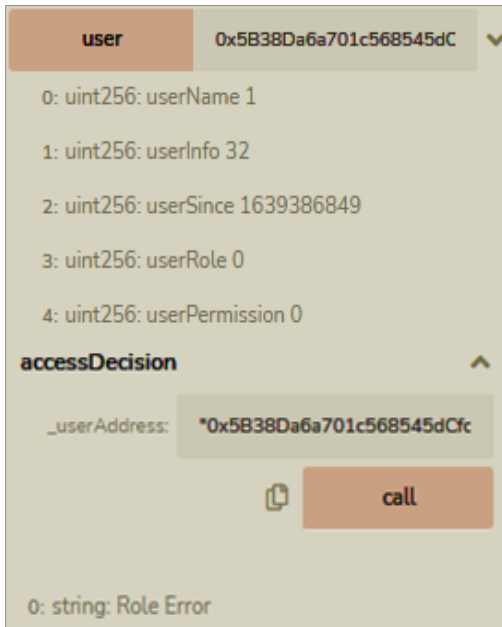 user 0x5B38Da6a701c568545dC
0: uint256: userName 1
1: uint256: userInfo 32
2: uint256: userSince 1639386849
3: uint256: userRole 0
4: uint256: userPermission 0
accessDecision
_userAddress: "0x5B38Da6a701c568545dCfc
call
0: string: Role Error